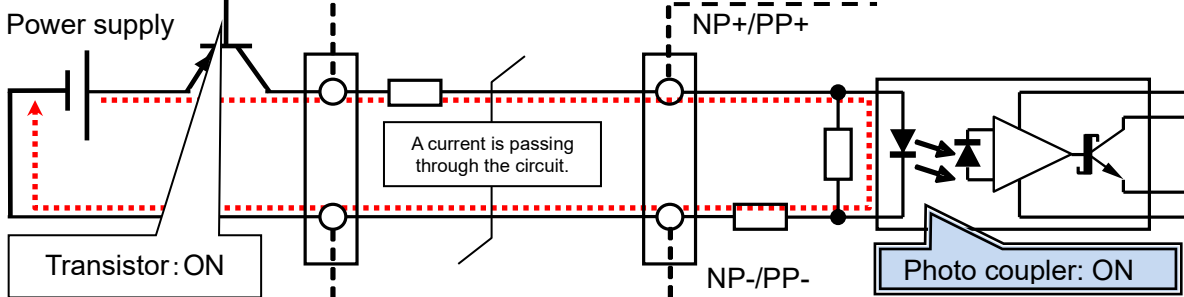 NP+/PP+
Power supply
A current is passing
through the circuit.
Transistor：ON
Photo coupler: ON
NP-/PP-